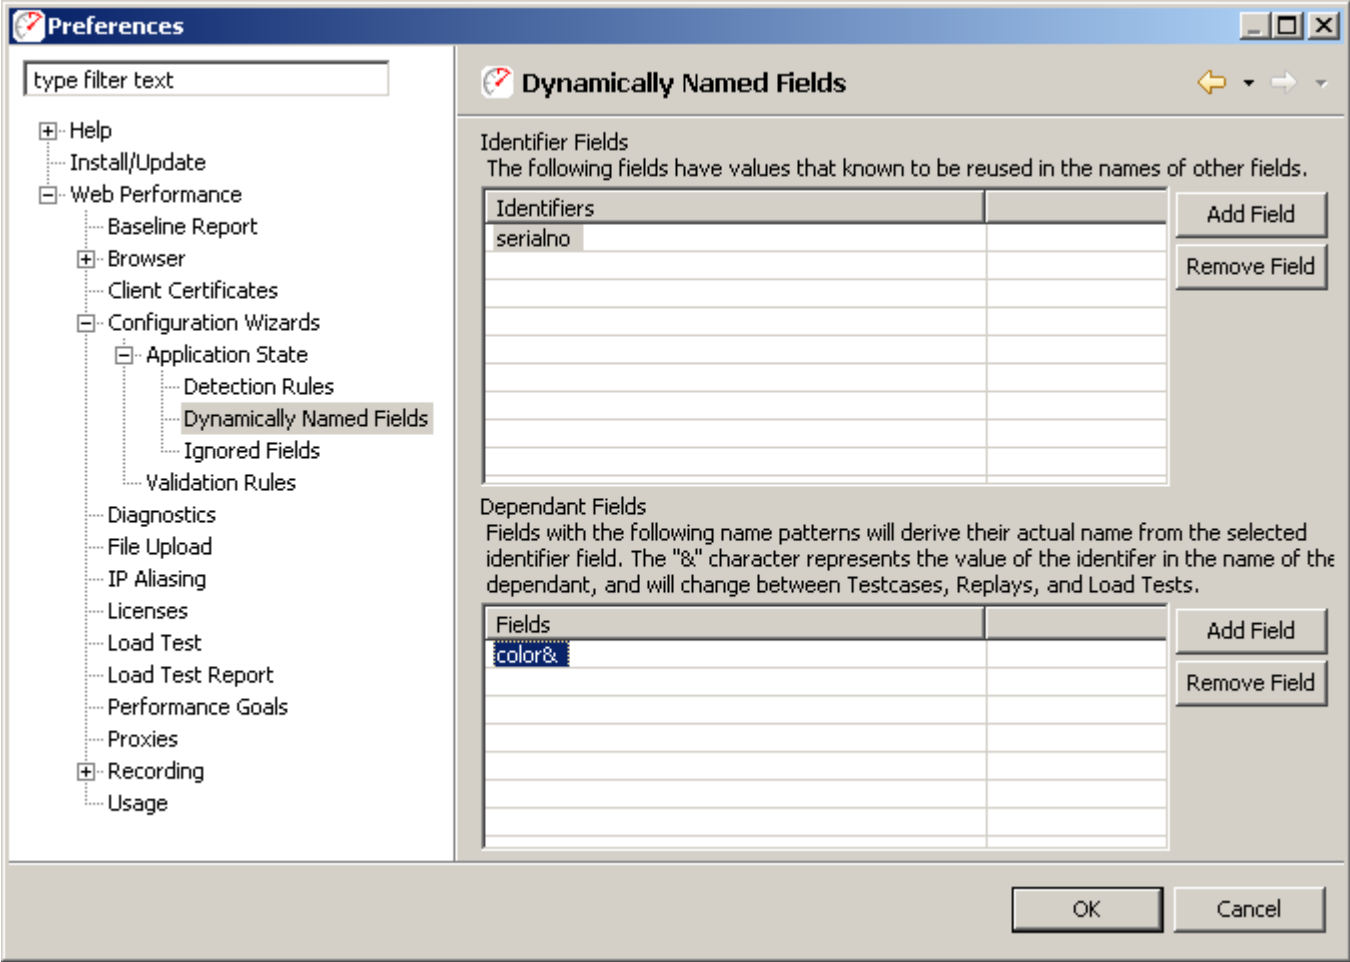 Preferences
type filter text
Help
Install/Update
Web Performance
Baseline Report
Browser
Client Certificates
Configuration Wizards
Application State
Detection Rules
Dynamically Named Fields
Ignored Fields
Validation Rules
Diagnostics
File Upload
IP Aliasing
Licenses
Load Test
Load Test Report
Performance Goals
Proxies
Recording
Usage
Dynamically Named Fields
Identifier Fields
The following fields have values that known to be reused in the names of other fields.
Identifiers
serialno
Add Field
Remove Field
Dependant Fields
Fields with the following name patterns will derive their actual name from the selected
identifier field. The "&" character represents the value of the identifer in the name of the
dependant, and will change between Testcases, Replays, and Load Tests.
Fields
color&
Add Field
Remove Field
OK
Cancel